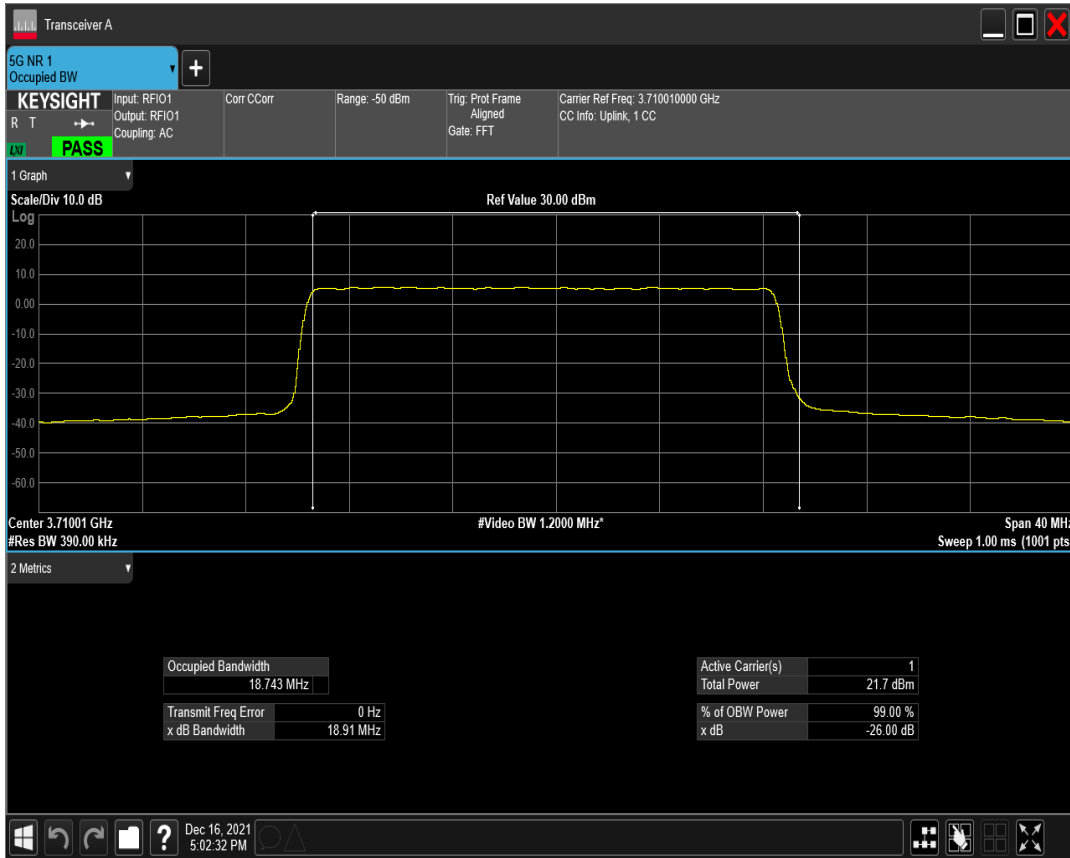 Transceiver A
5G NR 1
Occupied BW
KEYSIGHT
R T
LXI
PASS
Input: RFIO1
Output: RFIO1
Coupling: AC
Corr CCorr
Range: -50 dBm
Trig: Prot Frame
Aligned
Gate: FFT
Carrier Ref Freq: 3.710010000 GHz
CC Info: Uplink, 1 CC
1 Graph
Scale/Div 10.0 dB
Ref Value 30.00 dBm
Log
20.0
10.0
0.00
-10.0
-20.0
-30.0
-40.0
-50.0
-60.0
Center 3.71001 GHz
#Video BW 1.2000 MHz*
Span 40 MHz
#Res BW 390.00 kHz
Sweep 1.00 ms (1001 pts
2 Metrics
Occupied Bandwidth
18.743 MHz
Transmit Freq Error 0 Hz
x dB Bandwidth 18.91 MHz
Active Carrier(s) 1
Total Power 21.7 dBm
% of OBW Power 99.00 %
x dB -26.00 dB
?
Dec 16, 2021
5:02:32 PM